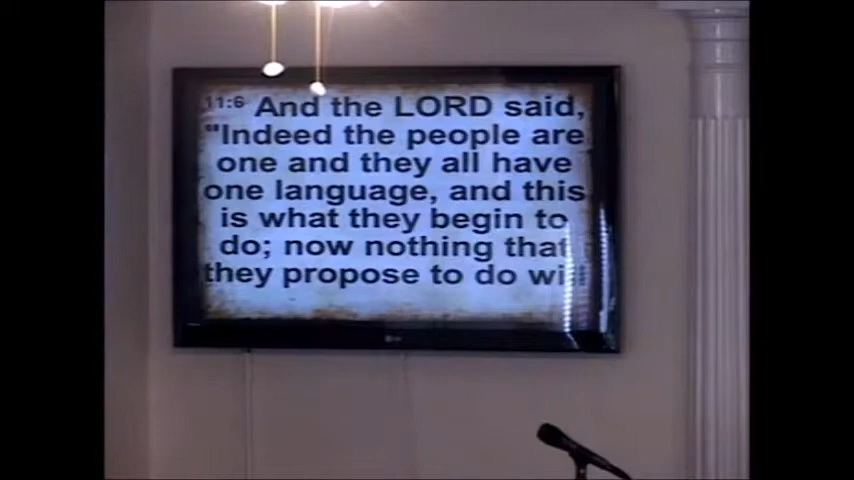 11:6 And the LORD said,
"Indeed the people are
one and they all have
one language, and this
is what they begin to
do; now nothing that
they propose to do
LG